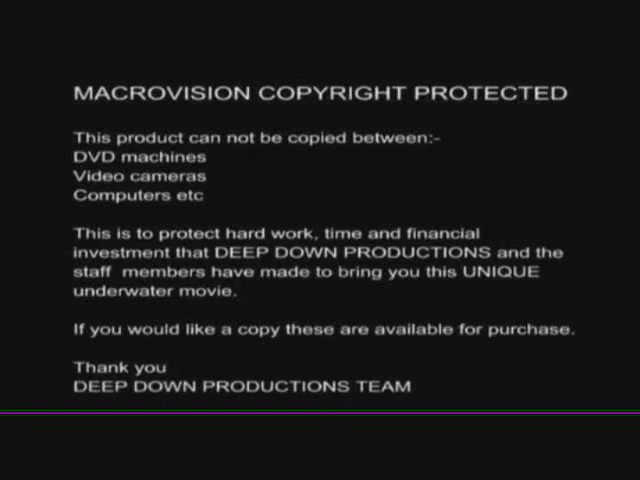 MACROVISION COPYRIGHT PROTECTED
This product can not be copied between:-
DVD machines
Video cameras
Computers etc
This is to protect hard work, time and financial
investment that DEEP DOWN PRODUCTIONS and the
staff  members have made to bring you this UNIQUE
underwater movie.
If you would like a copy these are available for purchase.
Thank you
DEEP DOWN PRODUCTIONS TEAM